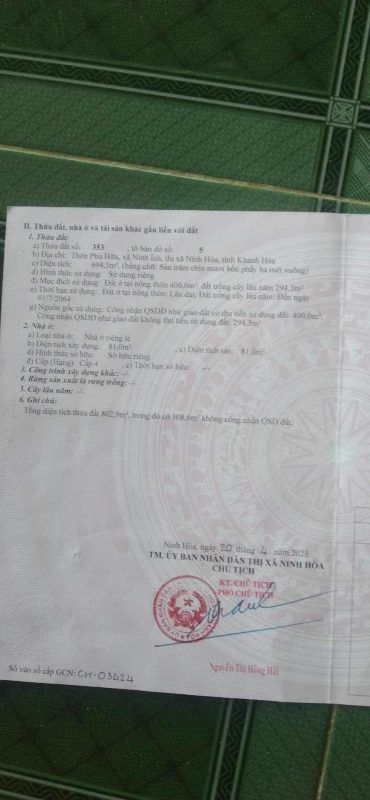 II. Thửa đất, nhà ở và tài sản khác gắn liền với đất
1. Thửa đất:
a) Thửa đất số: 353 , tờ bản đồ số: 5
b) Địa chỉ: Thôn Phú Hữu, xã Ninh Ích, thị xã Ninh Hòa, tỉnh Khánh Hòa
c) Diện tích: 694,3m², (bằng chữ: Sáu trăm chín mươi bốn phẩy ba mét vuông)
d) Hình thức sử dụng: Sử dụng riêng
đ) Mục đích sử dụng: Đất ở tại nông thôn 400,0m², đất trồng cây lâu năm 294,3m²
e) Thời hạn sử dụng: Đất ở tại nông thôn: Lâu dài; Đất trồng cây lâu năm: Đến ngày
01/7/2064
g) Nguồn gốc sử dụng: Công nhận QSDĐ như giao đất có thu tiền sử dụng đất: 400,0m²
Công nhận QSDĐ như giao đất không thu tiền sử dụng đất: 294,3m²
2. Nhà ở:
a) Loại nhà ở: Nhà ở riêng lẻ
b) Diện tích xây dựng: 81,0m² , c) Diện tích sàn: 81,0m²
d) Hình thức sở hữu: Sở hữu riêng
đ) Cấp (Hạng): Cấp 4 , e) Thời hạn sở hữu: -/-
3. Công trình xây dựng khác: -/-
4. Rừng sản xuất là rừng trồng: -/-
5. Cây lâu năm: -/-
6. Ghi chú:
Tổng diện tích thửa đất 802,9m², trong đó có 108,6m² không công nhận QSD đất.
Ninh Hòa, ngày 20 tháng 4 năm 2023
TM. ỦY BAN NHÂN DÂN THỊ XÃ NINH HÒA
CHỦ TỊCH
KT. CHỦ TỊCH
PHÓ CHỦ TỊCH
Nguyễn Thị Hồng Hải
Số vào sổ cấp GCN: CH-03424